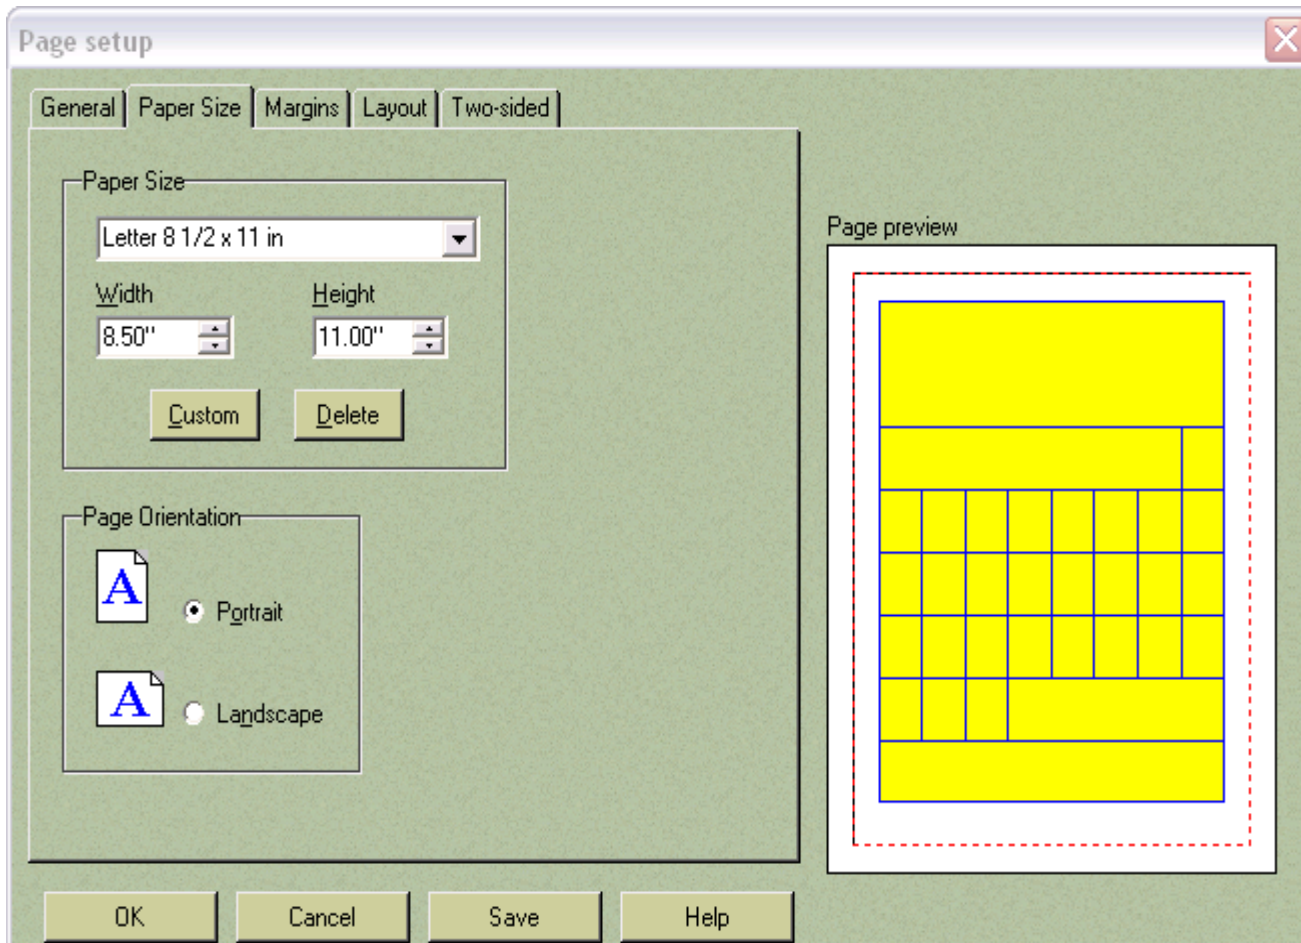 Page setup
General Paper Size Margins Layout Two-sided
Paper Size
Letter 8 1/2 x 11 in
Width Height
8.50" 11.00"
Custom Delete
Page Orientation
A
Portrait
A
Landscape
Page preview
OK Cancel Save Help